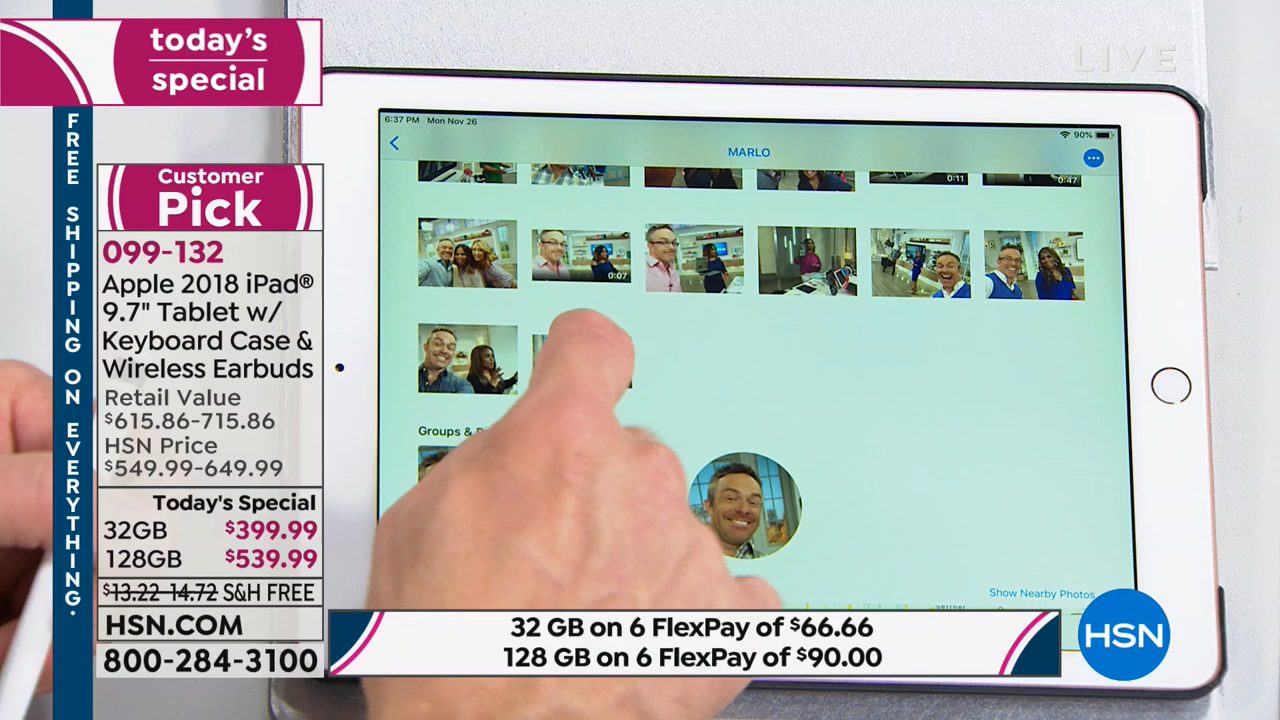 today's
special
FREE SHIPPING ON EVERYTHING.
Customer
Pick
099-132
Apple 2018 iPad®
9.7" Tablet w/
Keyboard Case &
Wireless Earbuds
Retail Value
$615.86-715.86
HSN Price
$549.99-649.99
Today's Special
32GB $399.99
128GB $539.99
$13.22-14.72 S&H FREE
HSN.COM
800-284-3100
LIVE
6:37 PM Mon Nov 26
90%
MARLO
0:11
0:47
0:07
Groups &
Show Nearby Photos
32 GB on 6 FlexPay of $66.66
128 GB on 6 FlexPay of $90.00
HSN